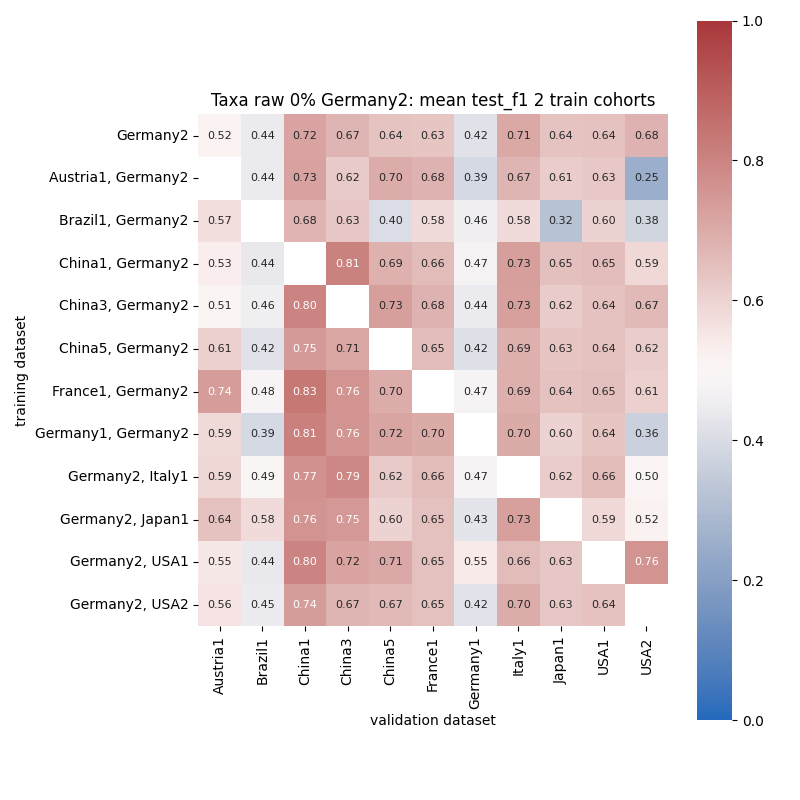 Taxa raw 0% Germany2: mean test_f1 2 train cohorts
training dataset
Germany2 0.52 0.44 0.72 0.67 0.64 0.63 0.42 0.71 0.64 0.64 0.68
Austria1, Germany2 0.44 0.73 0.62 0.70 0.68 0.39 0.67 0.61 0.63 0.25
Brazil1, Germany2 0.57 0.68 0.63 0.40 0.58 0.46 0.58 0.32 0.60 0.38
China1, Germany2 0.53 0.44 0.81 0.69 0.66 0.47 0.73 0.65 0.65 0.59
China3, Germany2 0.51 0.46 0.80 0.73 0.68 0.44 0.73 0.62 0.64 0.67
China5, Germany2 0.61 0.42 0.75 0.71 0.65 0.42 0.69 0.63 0.64 0.62
France1, Germany2 0.74 0.48 0.83 0.76 0.70 0.47 0.69 0.64 0.65 0.61
Germany1, Germany2 0.59 0.39 0.81 0.76 0.72 0.70 0.70 0.60 0.64 0.36
Germany2, Italy1 0.59 0.49 0.77 0.79 0.62 0.66 0.47 0.62 0.66 0.50
Germany2, Japan1 0.64 0.58 0.76 0.75 0.60 0.65 0.43 0.73 0.59 0.52
Germany2, USA1 0.55 0.44 0.80 0.72 0.71 0.65 0.55 0.66 0.63 0.76
Germany2, USA2 0.56 0.45 0.74 0.67 0.67 0.65 0.42 0.70 0.63 0.64
Austria1 Brazil1 China1 China3 China5 France1 Germany1 Italy1 Japan1 USA1 USA2
validation dataset
1.0
0.8
0.6
0.4
0.2
0.0